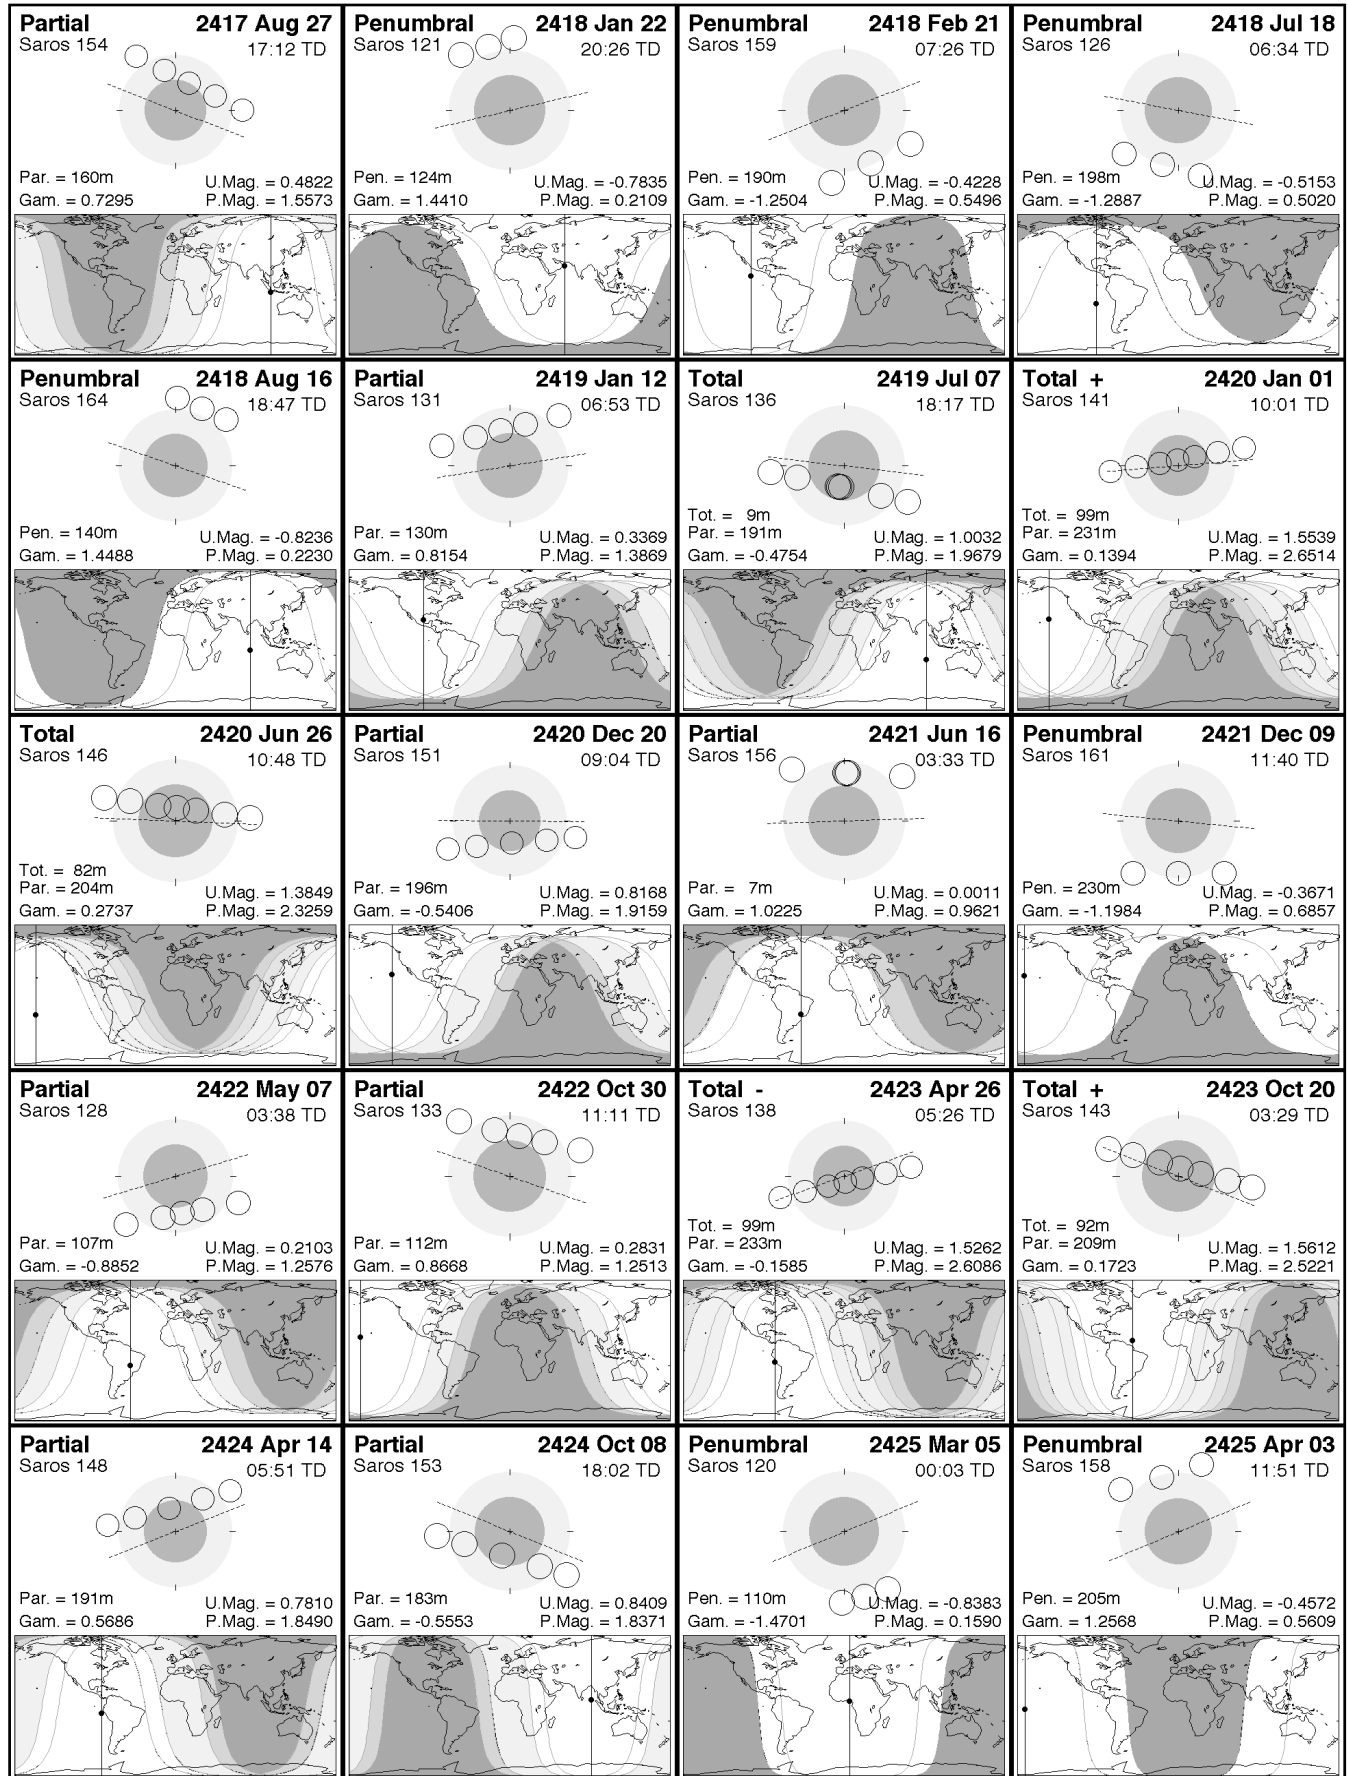 Partial 2417 Aug 27
Saros 154 17:12 TD
Par. = 160m U.Mag. = 0.4822
Gam. = 0.7295 P.Mag. = 1.5573
Penumbral 2418 Jan 22
Saros 121 20:26 TD
Pen. = 124m U.Mag. = -0.7835
Gam. = 1.4410 P.Mag. = 0.2109
Penumbral 2418 Feb 21
Saros 159 07:26 TD
Pen. = 190m U.Mag. = -0.4228
Gam. = -1.2504 P.Mag. = 0.5496
Penumbral 2418 Jul 18
Saros 126 06:34 TD
Pen. = 198m U.Mag. = -0.5153
Gam. = -1.2887 P.Mag. = 0.5020
Penumbral 2418 Aug 16
Saros 164 18:47 TD
Pen. = 140m U.Mag. = -0.8236
Gam. = 1.4488 P.Mag. = 0.2230
Partial 2419 Jan 12
Saros 131 06:53 TD
Par. = 130m U.Mag. = 0.3369
Gam. = 0.8154 P.Mag. = 1.3869
Total 2419 Jul 07
Saros 136 18:17 TD
Tot. = 9m
Par. = 191m U.Mag. = 1.0032
Gam. = -0.4754 P.Mag. = 1.9679
Total + 2420 Jan 01
Saros 141 10:01 TD
Tot. = 99m
Par. = 231m U.Mag. = 1.5539
Gam. = 0.1394 P.Mag. = 2.6514
Total 2420 Jun 26
Saros 146 10:48 TD
Tot. = 82m
Par. = 204m U.Mag. = 1.3849
Gam. = 0.2737 P.Mag. = 2.3259
Partial 2420 Dec 20
Saros 151 09:04 TD
Par. = 196m U.Mag. = 0.8168
Gam. = -0.5406 P.Mag. = 1.9159
Partial 2421 Jun 16
Saros 156 03:33 TD
Par. = 7m U.Mag. = 0.0011
Gam. = 1.0225 P.Mag. = 0.9621
Penumbral 2421 Dec 09
Saros 161 11:40 TD
Pen. = 230m U.Mag. = -0.3671
Gam. = -1.1984 P.Mag. = 0.6857
Partial 2422 May 07
Saros 128 03:38 TD
Par. = 107m U.Mag. = 0.2103
Gam. = -0.8852 P.Mag. = 1.2576
Partial 2422 Oct 30
Saros 133 11:11 TD
Par. = 112m U.Mag. = 0.2831
Gam. = 0.8668 P.Mag. = 1.2513
Total - 2423 Apr 26
Saros 138 05:26 TD
Tot. = 99m
Par. = 233m U.Mag. = 1.5262
Gam. = -0.1585 P.Mag. = 2.6086
Total + 2423 Oct 20
Saros 143 03:29 TD
Tot. = 92m
Par. = 209m U.Mag. = 1.5612
Gam. = 0.1723 P.Mag. = 2.5221
Partial 2424 Apr 14
Saros 148 05:51 TD
Par. = 191m U.Mag. = 0.7810
Gam. = 0.5686 P.Mag. = 1.8490
Partial 2424 Oct 08
Saros 153 18:02 TD
Par. = 183m U.Mag. = 0.8409
Gam. = -0.5553 P.Mag. = 1.8371
Penumbral 2425 Mar 05
Saros 120 00:03 TD
Pen. = 110m U.Mag. = -0.8383
Gam. = -1.4701 P.Mag. = 0.1590
Penumbral 2425 Apr 03
Saros 158 11:51 TD
Pen. = 205m U.Mag. = -0.4572
Gam. = 1.2568 P.Mag. = 0.5609